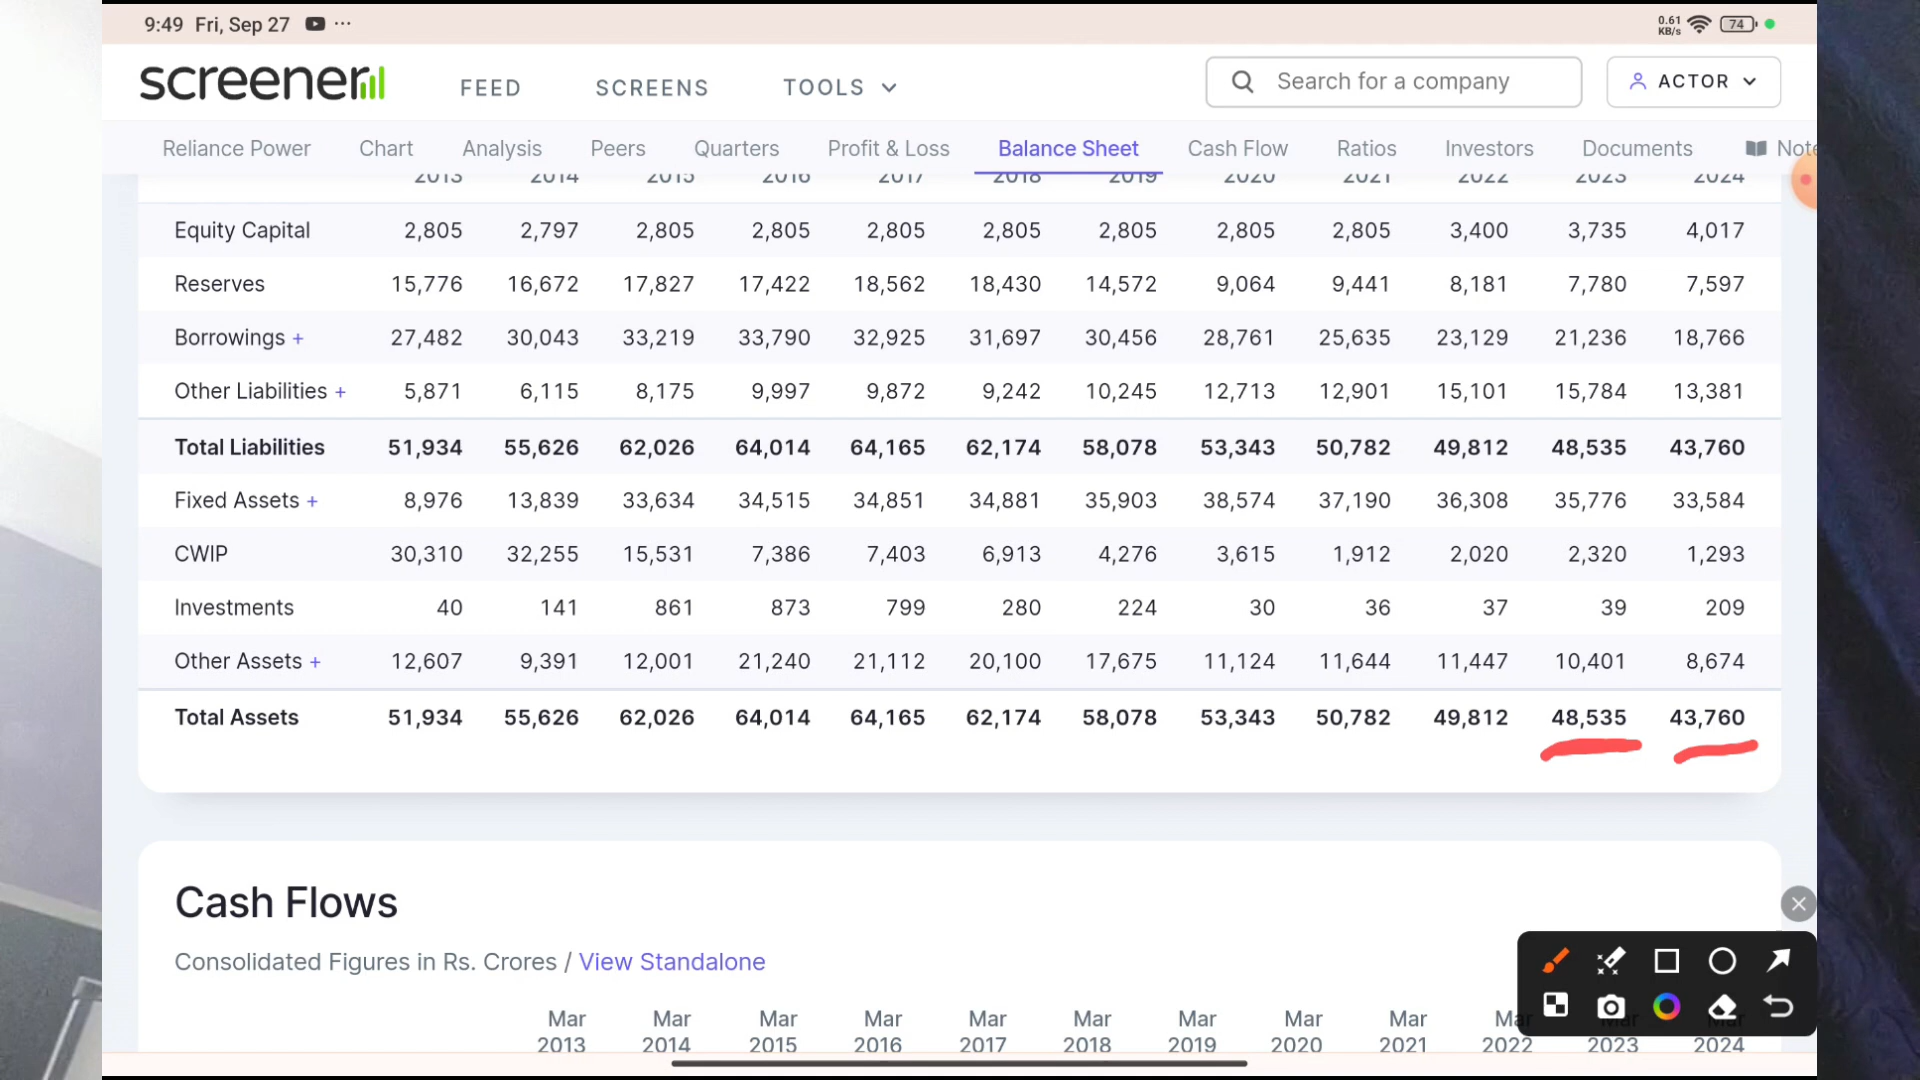 9:49 Fri, Sep 27 ...
0.61 KB/s 74
screener FEED SCREENS TOOLS Search for a company ACTOR
Reliance Power Chart Analysis Peers Quarters Profit & Loss Balance Sheet Cash Flow Ratios Investors Documents Note
2013 2014 2015 2016 2017 2018 2019 2020 2021 2022 2023 2024
Equity Capital 2,805 2,797 2,805 2,805 2,805 2,805 2,805 2,805 2,805 3,400 3,735 4,017
Reserves 15,776 16,672 17,827 17,422 18,562 18,430 14,572 9,064 9,441 8,181 7,780 7,597
Borrowings + 27,482 30,043 33,219 33,790 32,925 31,697 30,456 28,761 25,635 23,129 21,236 18,766
Other Liabilities + 5,871 6,115 8,175 9,997 9,872 9,242 10,245 12,713 12,901 15,101 15,784 13,381
Total Liabilities 51,934 55,626 62,026 64,014 64,165 62,174 58,078 53,343 50,782 49,812 48,535 43,760
Fixed Assets + 8,976 13,839 33,634 34,515 34,851 34,881 35,903 38,574 37,190 36,308 35,776 33,584
CWIP 30,310 32,255 15,531 7,386 7,403 6,913 4,276 3,615 1,912 2,020 2,320 1,293
Investments 40 141 861 873 799 280 224 30 36 37 39 209
Other Assets + 12,607 9,391 12,001 21,240 21,112 20,100 17,675 11,124 11,644 11,447 10,401 8,674
Total Assets 51,934 55,626 62,026 64,014 64,165 62,174 58,078 53,343 50,782 49,812 48,535 43,760
Cash Flows
Consolidated Figures in Rs. Crores / View Standalone
Mar Mar Mar Mar Mar Mar Mar Mar Mar Mar Mar Mar
2013 2014 2015 2016 2017 2018 2019 2020 2021 2022 2023 2024